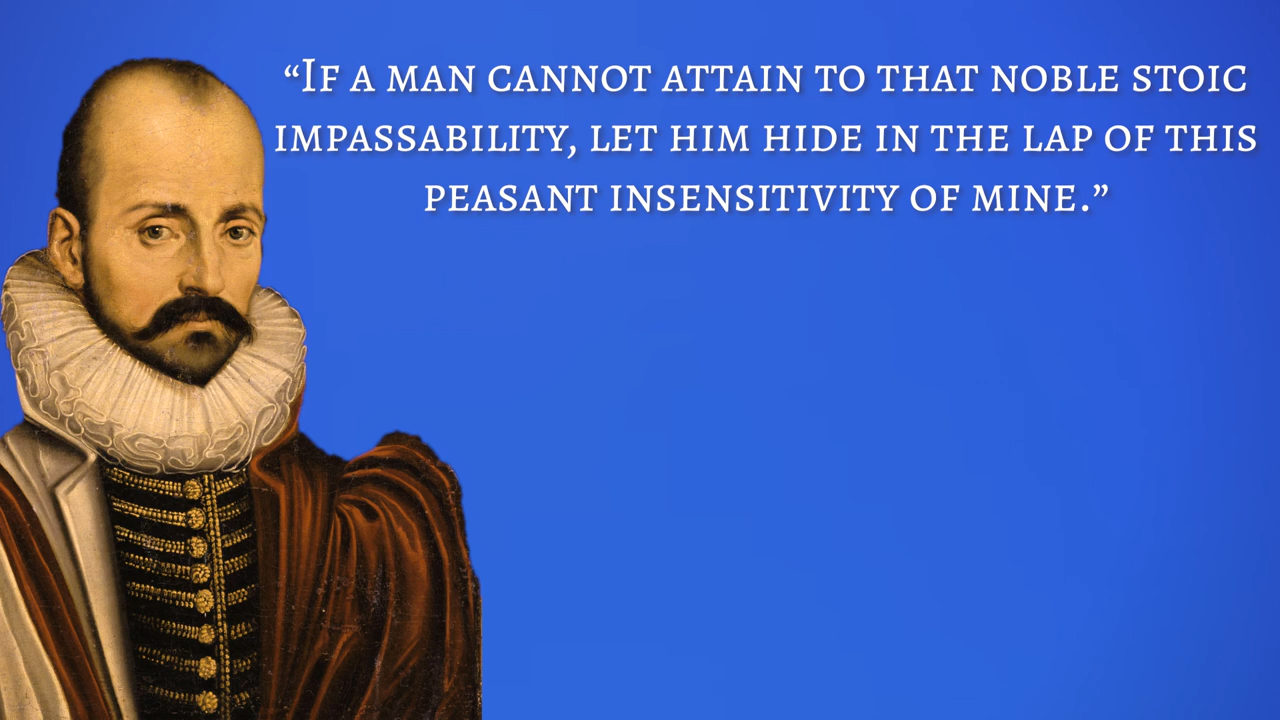 “If a man cannot attain to that noble Stoic
impassability, let him hide in the lap of this
peasant insensitivity of mine.”